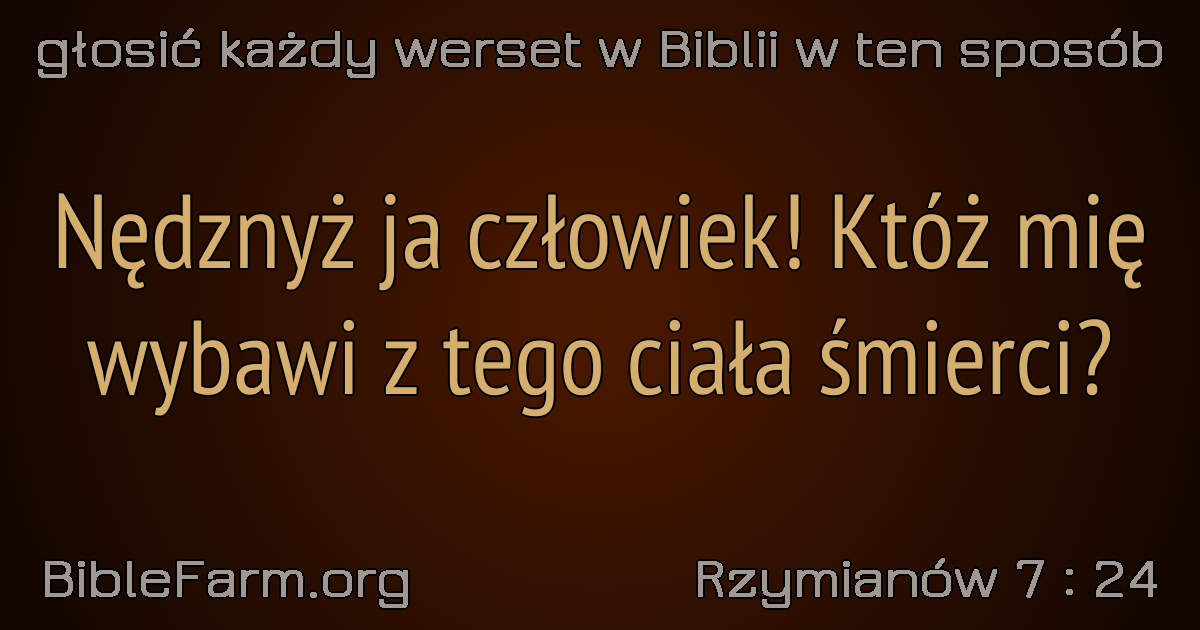 głosić każdy werset w Biblii w ten sposób
Nędznyż ja człowiek! Któż mię
wybawi z tego ciała śmierci?
BibleFarm.org
Rzymianów 7 : 24